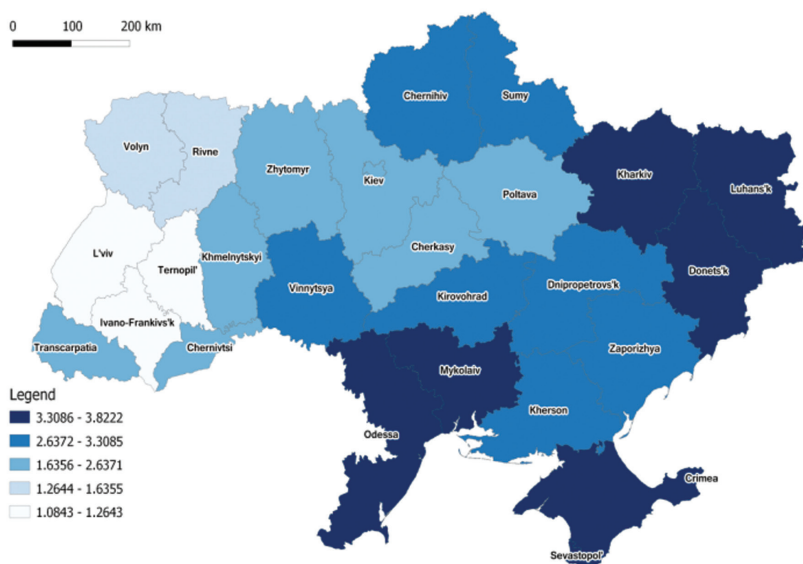 0 100 200 km
Chernihiv
Sumy
Volyn
Rivne
Zhytomyr
Kiev
Kharkiv
Luhans'k
Poltava
L'viv
Khmelnytskyi
Cherkasy
Ternopil'
Donets'k
Vinnytsya
Kirovohrad
Dnipropetrovs'k
Ivano-Frankivs'k
Transcarpatia
Chernivtsi
Zaporizhya
Mykolaiv
Kherson
Odessa
Crimea
Sevastopol'
Legend
3.3086 - 3.8222
2.6372 - 3.3085
1.6356 - 2.6371
1.2644 - 1.6355
1.0843 - 1.2643